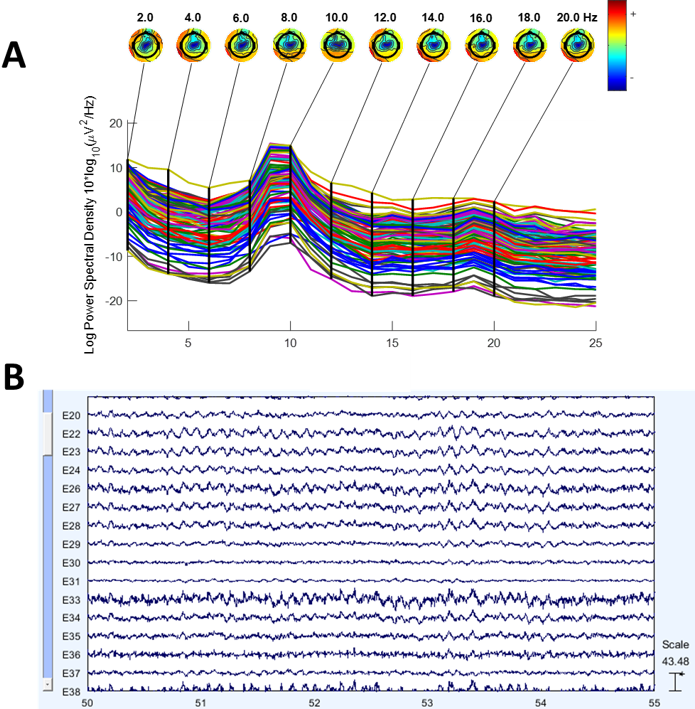 A
2.0 4.0 6.0 8.0 10.0 12.0 14.0 16.0 18.0 20.0 Hz
+
-
Log Power Spectral Density 10*log10(μV2/Hz)
20
10
0
-10
-20
5 10 15 20 25
B
E20
E22
E23
E24
E26
E27
E28
E29
E30
E31
E33
E34
E35
E36
E37
E38
Scale
43.48
50 51 52 53 54 55